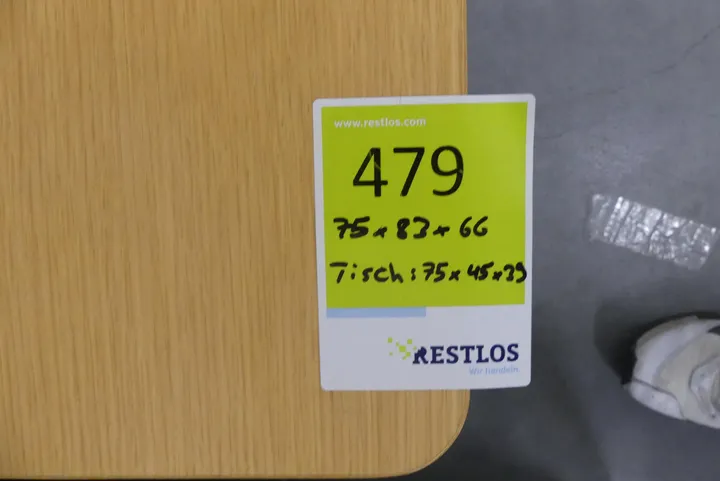 www.restlos.com
479
75 x 83 x 66
Tisch: 75 x 45 x 39
RESTLOS
Wir handeln.